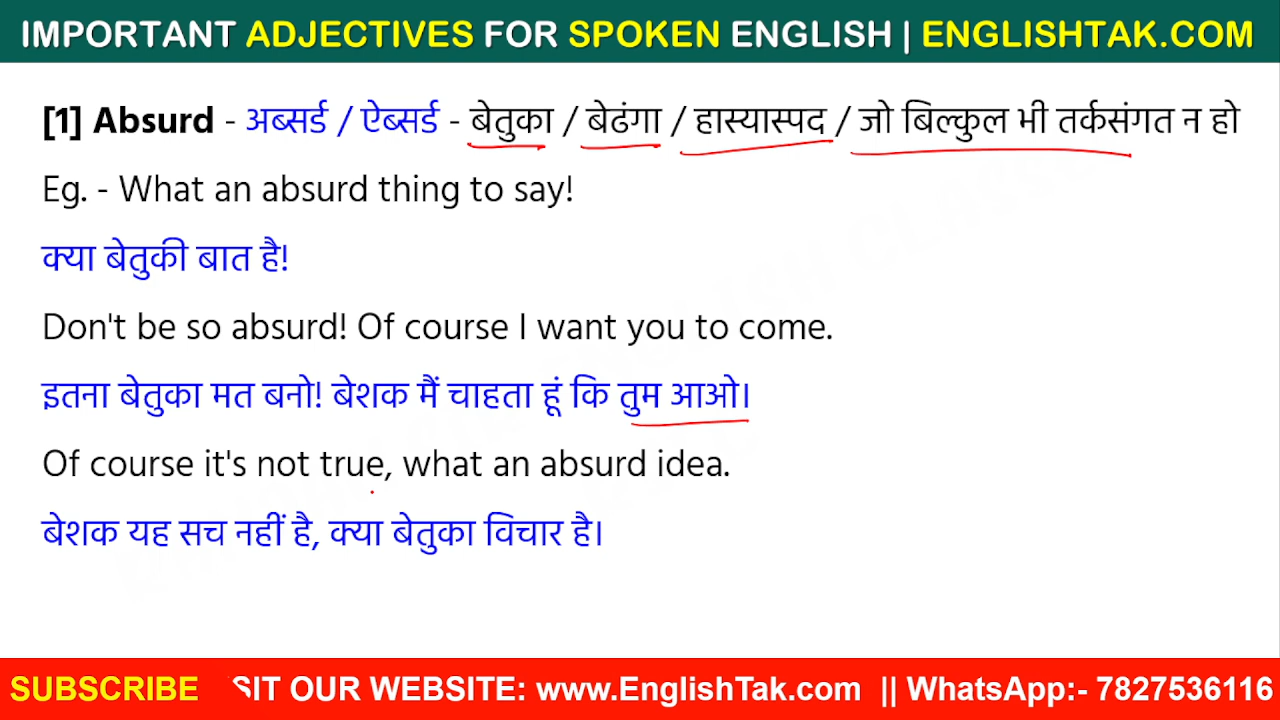 IMPORTANT ADJECTIVES FOR SPOKEN ENGLISH | ENGLISHTAK.COM
[1] Absurd - अब्सर्ड / ऐब्सर्ड - बेतुका / बेढंगा / हास्यास्पद / जो बिल्कुल भी तर्कसंगत न हो
Eg. - What an absurd thing to say!
क्या बेतुकी बात है!
Don't be so absurd! Of course I want you to come.
इतना बेतुका मत बनो! बेशक मैं चाहता हूं कि तुम आओ।
Of course it's not true, what an absurd idea.
बेशक यह सच नहीं है, क्या बेतुका विचार है।
SUBSCRIBE SIT OUR WEBSITE: www.EnglishTak.com || WhatsApp:- 7827536116